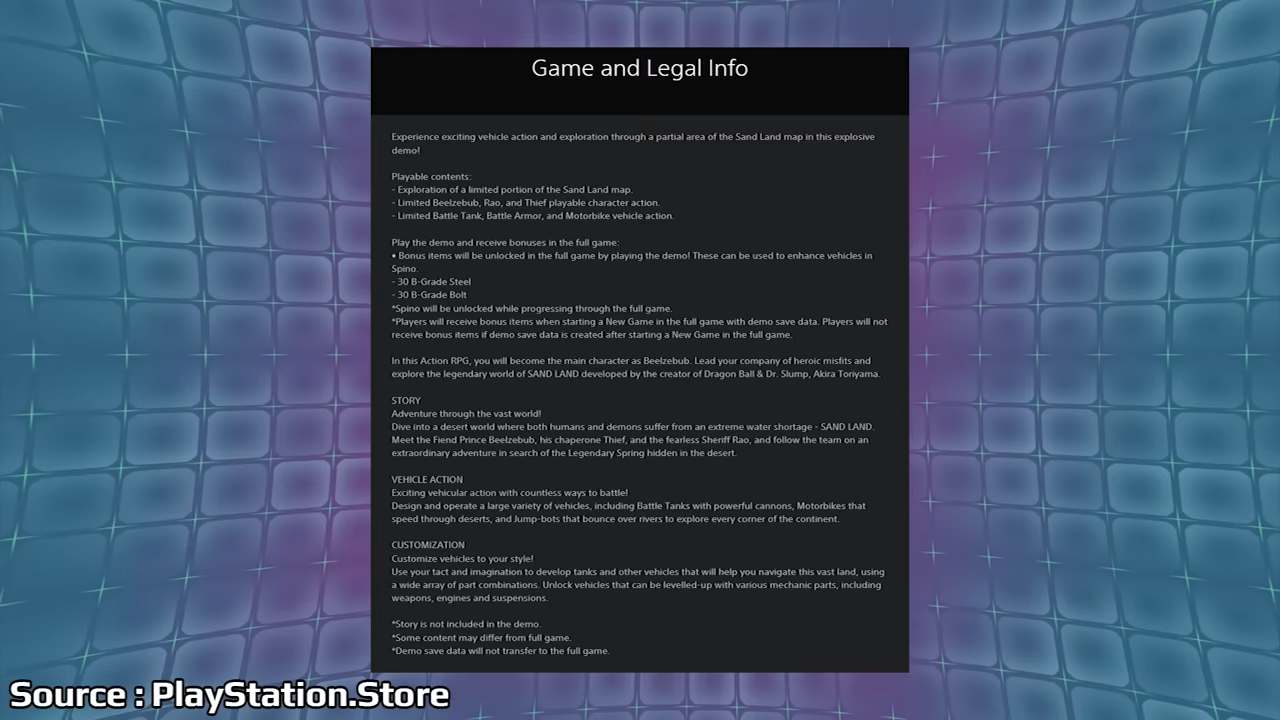 Game and Legal Info
Experience exciting vehicle action and exploration through a partial area of the Sand Land map in this explosive
demo!
Playable contents:
- Exploration of a limited portion of the Sand Land map.
- Limited Beelzebub, Rao, and Thief playable character action.
- Limited Battle Tank, Battle Armor, and Motorbike vehicle action.
Play the demo and receive bonuses in the full game:
• Bonus items will be unlocked in the full game by playing the demo! These can be used to enhance vehicles in
Spino.
- 30 B-Grade Steel
- 30 B-Grade Bolt
*Spino will be unlocked while progressing through the full game.
*Players will receive bonus items when starting a New Game in the full game with demo save data. Players will not
receive bonus items if demo save data is created after starting a New Game in the full game.
In this Action RPG, you will become the main character as Beelzebub. Lead your company of heroic misfits and
explore the legendary world of SAND LAND developed by the creator of Dragon Ball & Dr. Slump, Akira Toriyama.
STORY
Adventure through the vast world!
Dive into a desert world where both humans and demons suffer from an extreme water shortage - SAND LAND.
Meet the Fiend Prince Beelzebub, his chaperone Thief, and the fearless Sheriff Rao, and follow the team on an
extraordinary adventure in search of the Legendary Spring hidden in the desert.
VEHICLE ACTION
Exciting vehicular action with countless ways to battle!
Design and operate a large variety of vehicles, including Battle Tanks with powerful cannons, Motorbikes that
speed through deserts, and Jump-bots that bounce over rivers to explore every corner of the continent.
CUSTOMIZATION
Customize vehicles to your style!
Use your tact and imagination to develop tanks and other vehicles that will help you navigate this vast land, using
a wide array of part combinations. Unlock vehicles that can be levelled-up with various mechanic parts, including
weapons, engines and suspensions.
*Story is not included in the demo.
*Some content may differ from full game.
*Demo save data will not transfer to the full game.
Source : PlayStation.Store